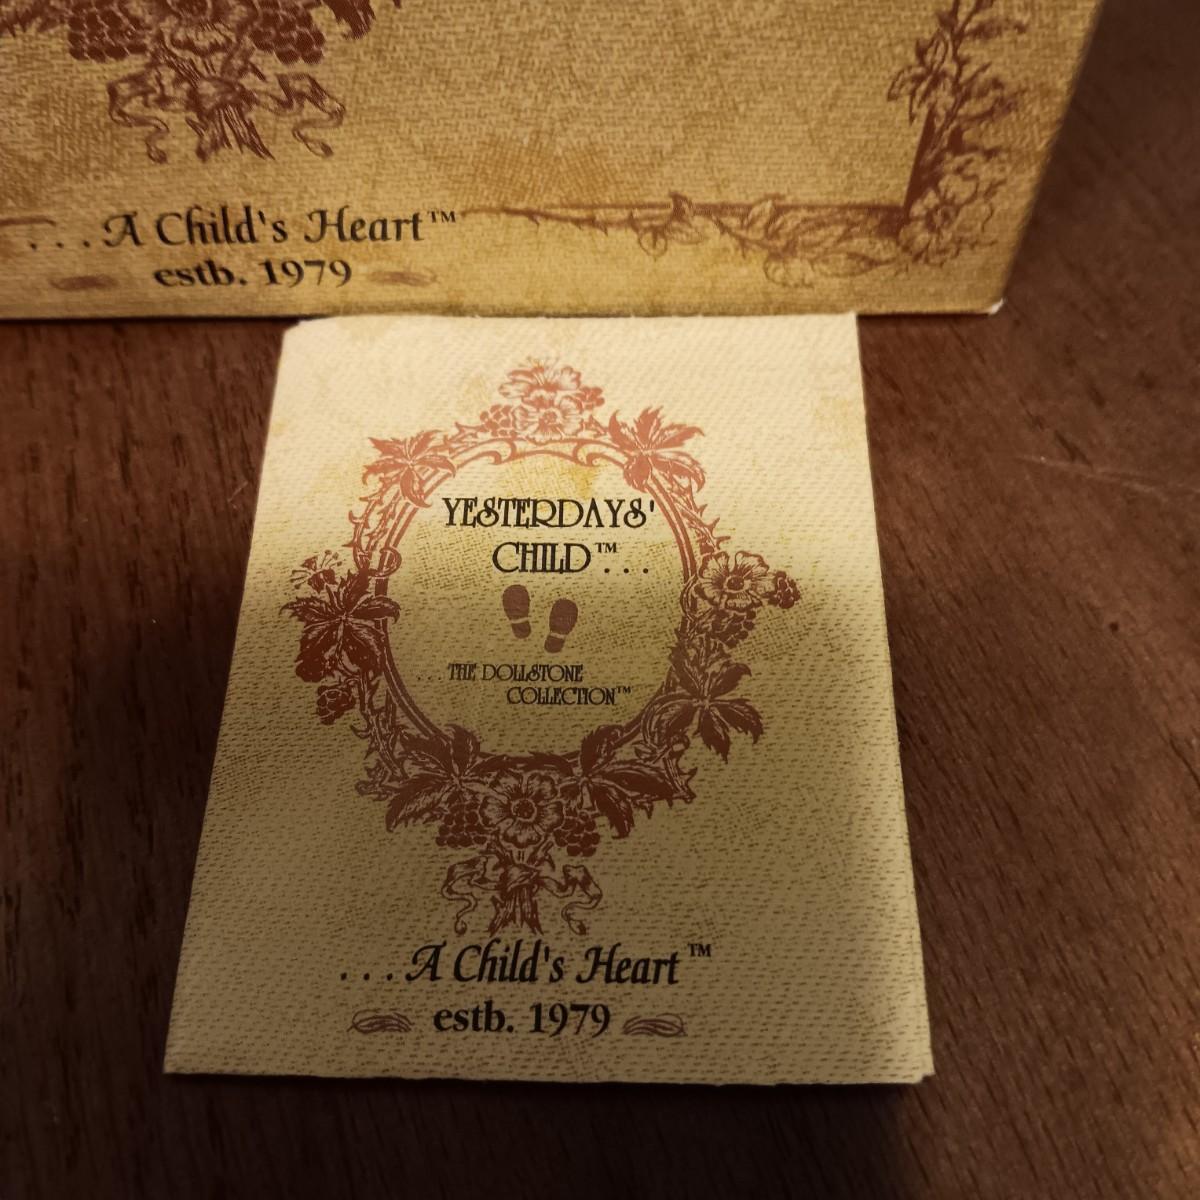 . . . A Child's Heart™
estb. 1979
YESTERDAYS'
CHILD™. . .
. . . THE DOLLSTONE
COLLECTION™
. . . A Child's Heart™
estb. 1979